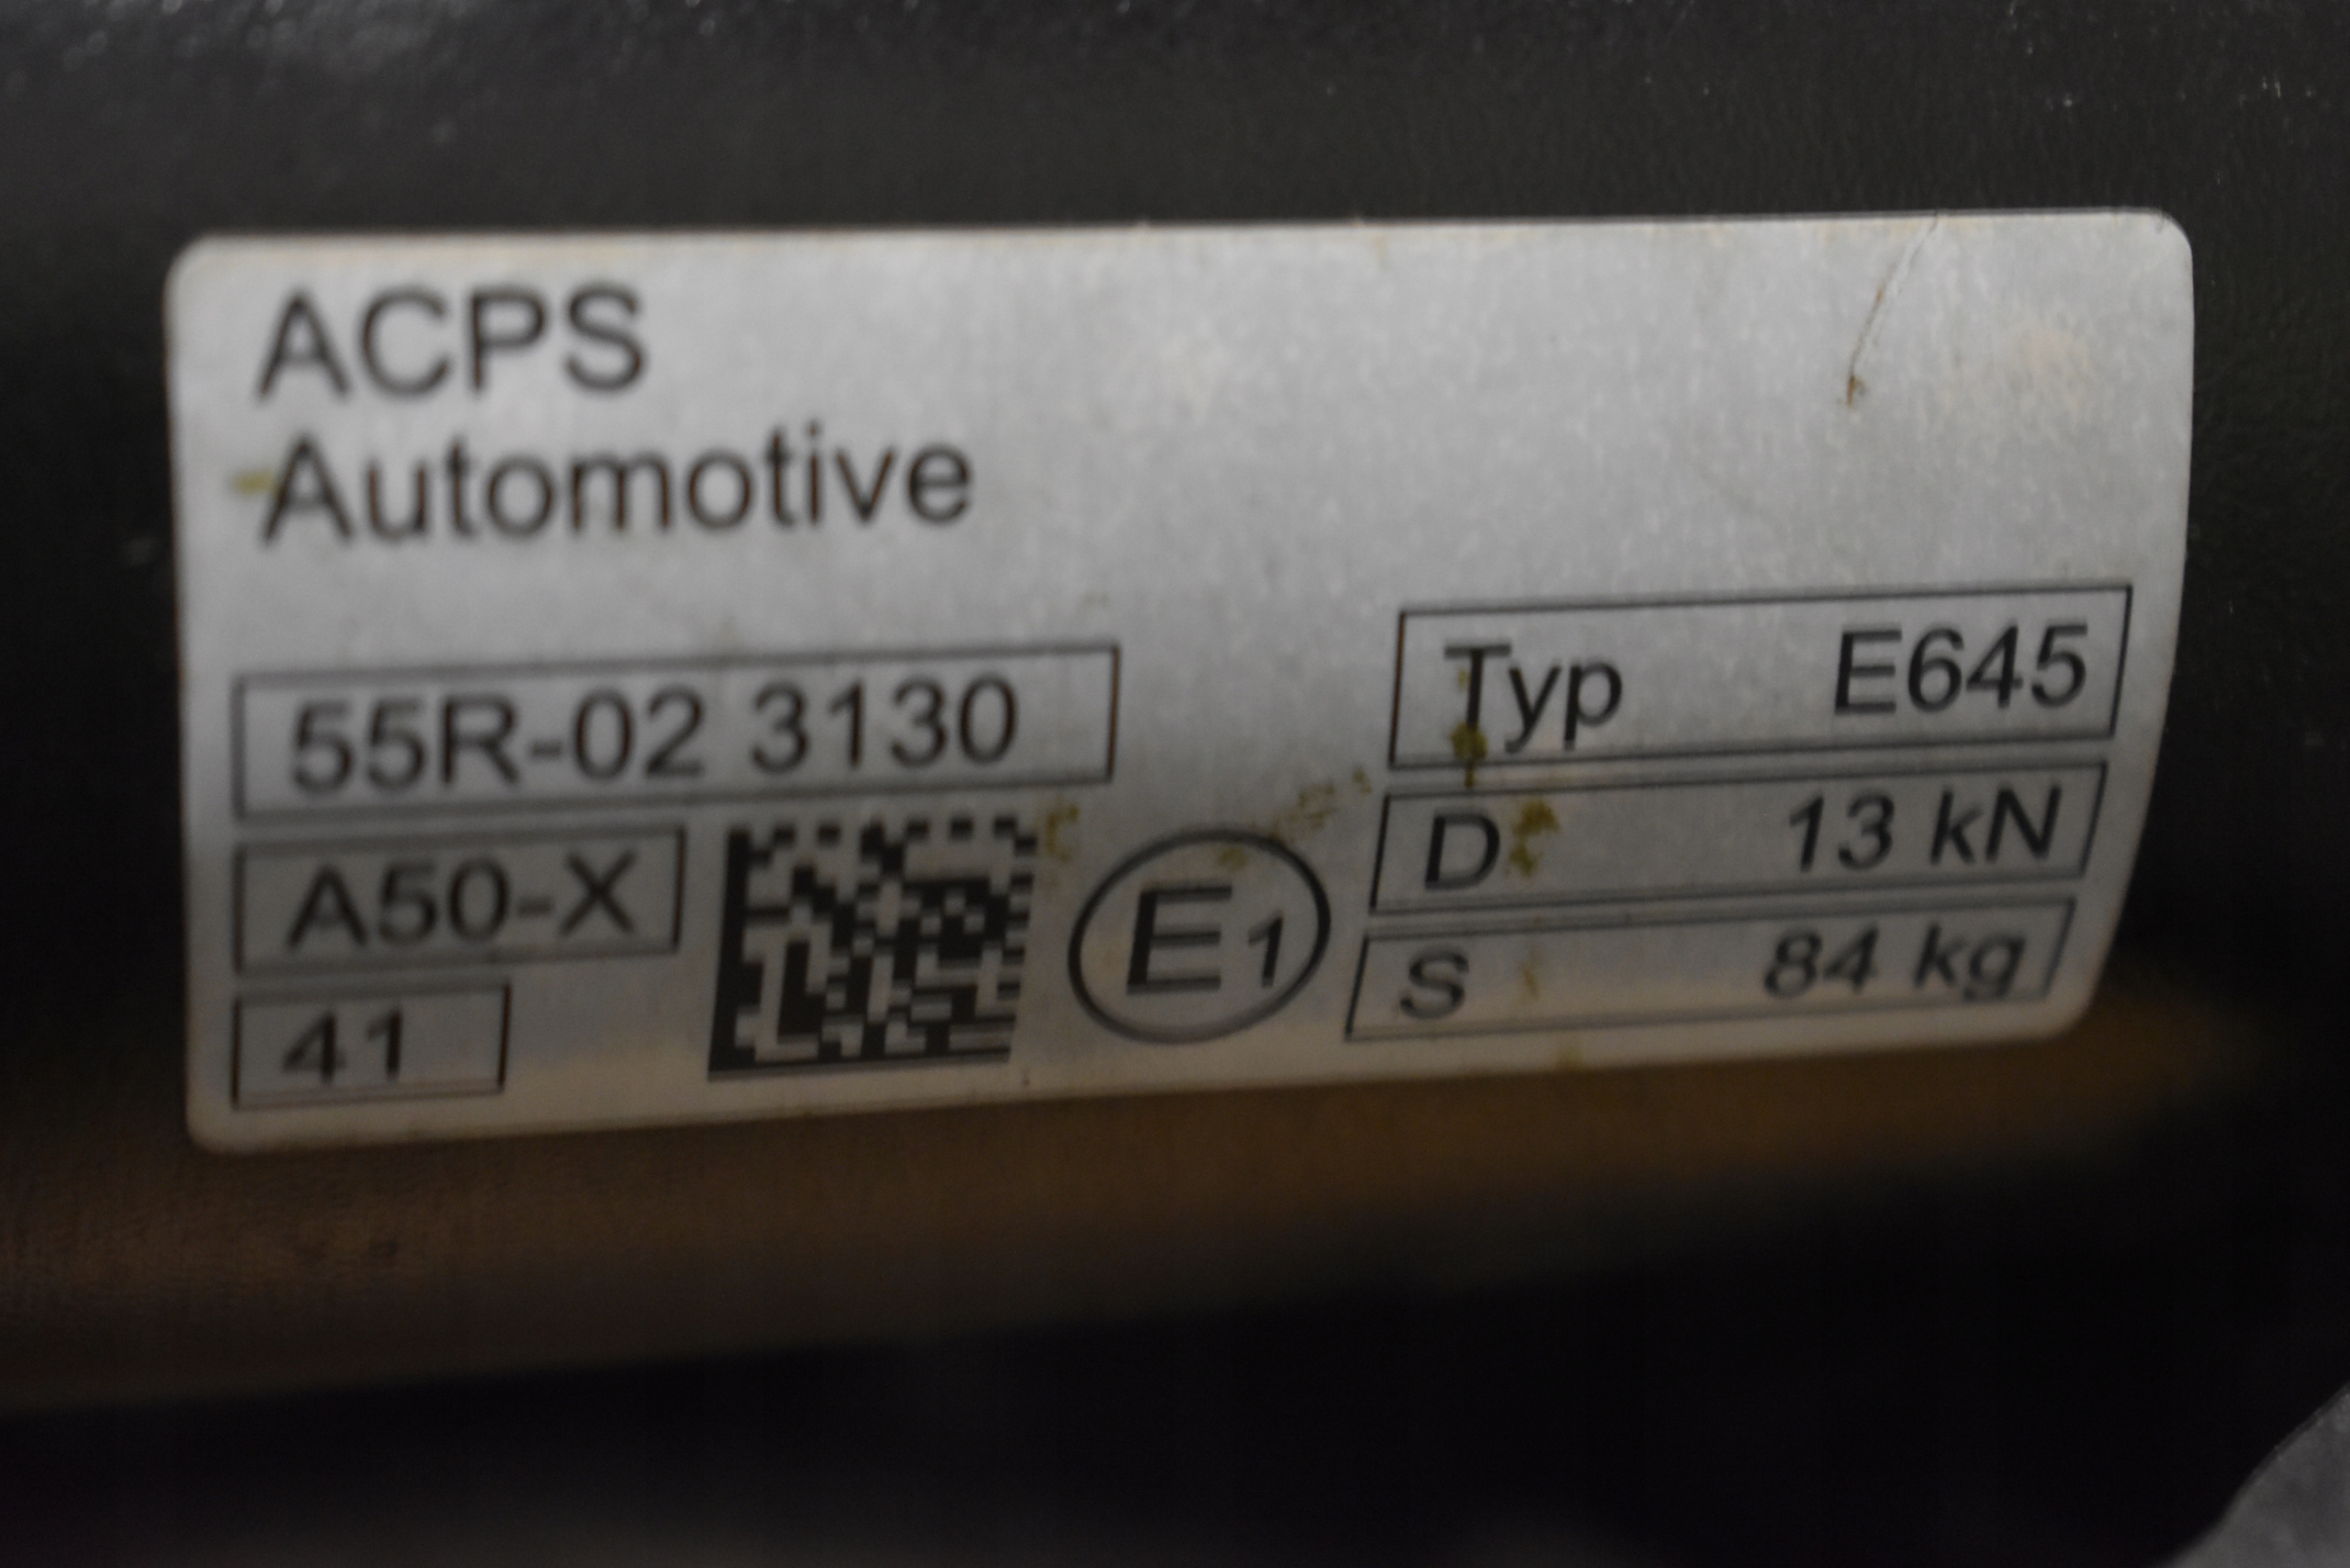 ACPS
Automotive
55R-02 3130
A50-X
41
E1
Typ E645
D 13 kN
S 84 kg